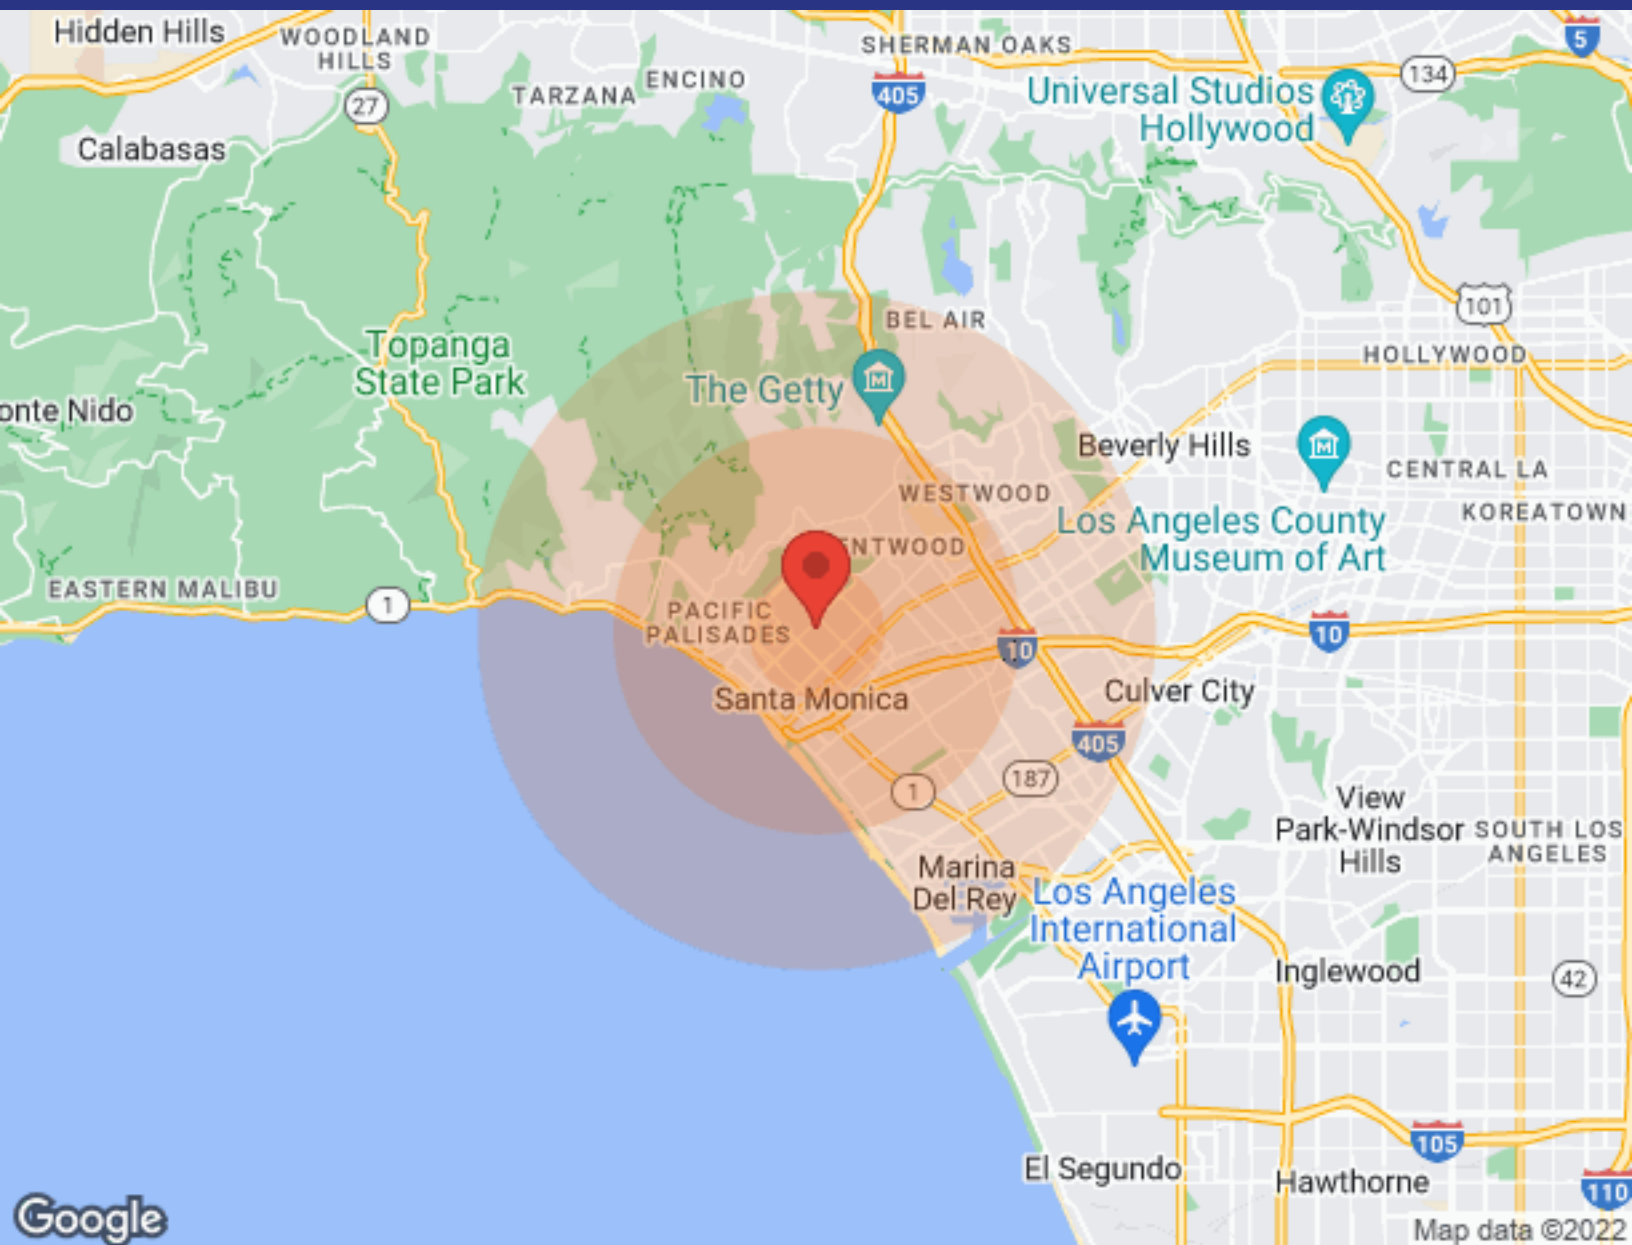 Hidden Hills
WOODLAND
HILLS
SHERMAN OAKS
5
TARZANA
ENCINO
405
134
Universal Studios
Hollywood
27
Calabasas
101
BEL AIR
HOLLYWOOD
Topanga
State Park
The Getty
onte Nido
Beverly Hills
CENTRAL LA
WESTWOOD
KOREATOWN
Los Angeles County
Museum of Art
ENTWOOD
EASTERN MALIBU
1
PACIFIC
PALISADES
10
10
Santa Monica
Culver City
405
187
1
View
Park-Windsor
Hills
SOUTH LOS
ANGELES
Marina
Del Rey
Los Angeles
International
Airport
Inglewood
42
105
El Segundo
Hawthorne
110
Google
Map data ©2022